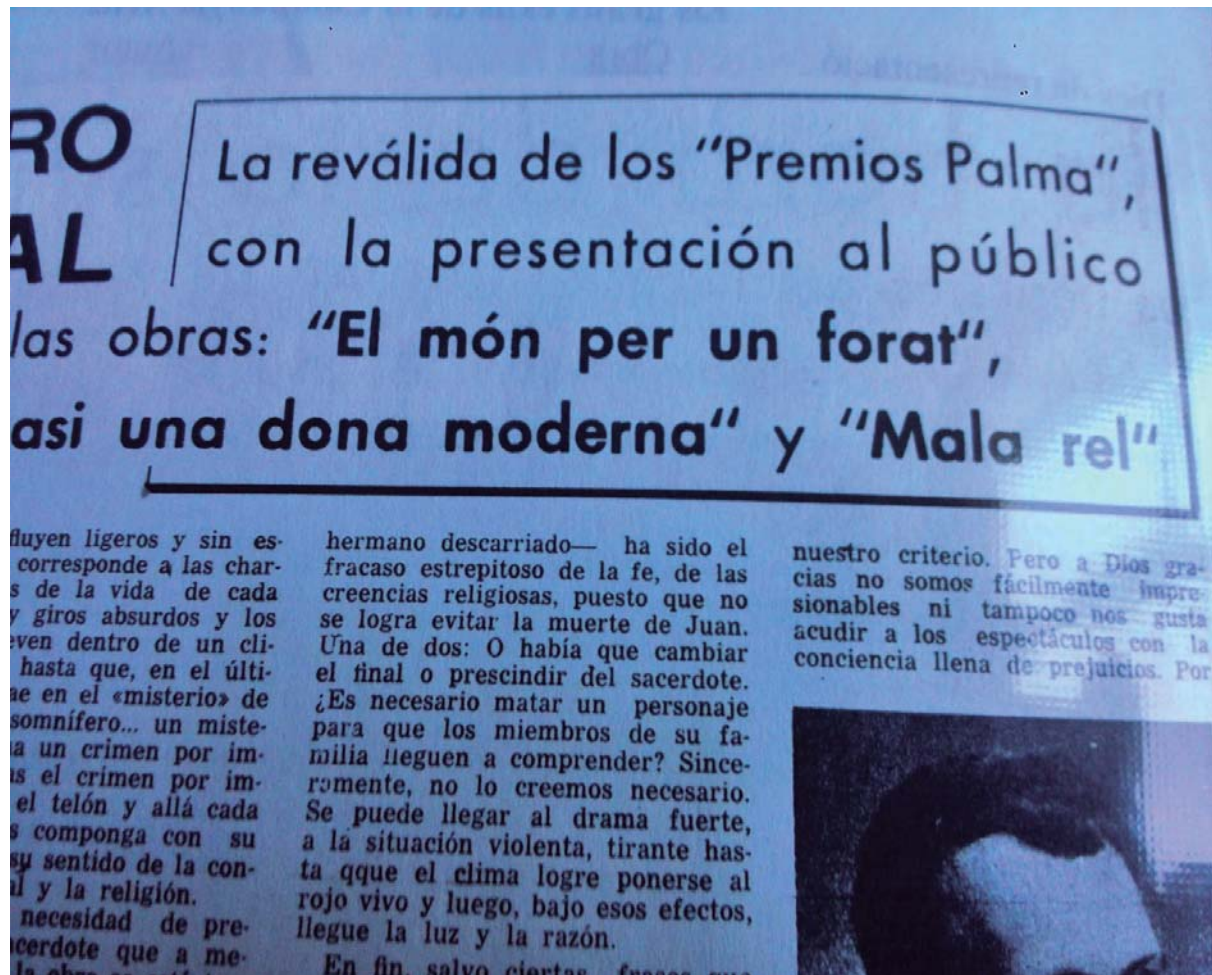 RO
AL
La reválida de los "Premios Palma",
con la presentación al público
las obras: "El món per un forat",
asi una dona moderna" y "Mala rel"
fluyen ligeros y sin es-
corresponde a las char-
s de la vida de cada
y giros absurdos y los
even dentro de un cli-
hasta que, en el últi-
ae en el «misterio» de
somnífero... un miste-
a un crimen por im-
s el crimen por im-
el telón y allá cada
s componga con su
su sentido de la con-
l y la religión.
necesidad de pre-
acerdote que a me-
hermano descarriado— ha sido el
fracaso estrepitoso de la fe, de las
creencias religiosas, puesto que no
se logra evitar la muerte de Juan.
Una de dos: O había que cambiar
el final o prescindir del sacerdote.
¿Es necesario matar un personaje
para que los miembros de su fa-
milia lleguen a comprender? Since-
ramente, no lo creemos necesario.
Se puede llegar al drama fuerte,
a la situación violenta, tirante has-
ta qque el clima logre ponerse al
rojo vivo y luego, bajo esos efectos,
llegue la luz y la razón.
En fin, salvo ciertas frases que
nuestro criterio. Pero a Dios gra-
cias no somos fácilmente impre-
sionables ni tampoco nos gusta
acudir a los espectáculos con la
conciencia llena de prejuicios. Por